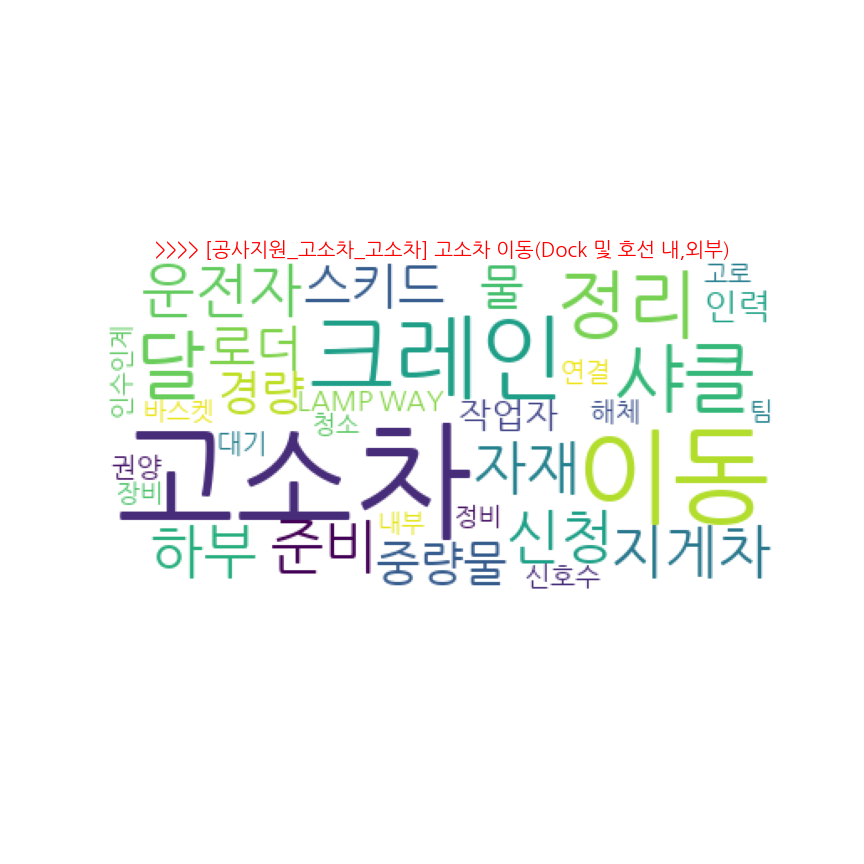 >>>> [공사지원_고소차_고소차] 고소차 이동(Dock 및 호선 내,외부)
운전자 스키드 물 정리 고로
인력
인수인계 달 로더 크레인 샤클
경량 연결
바스켓 LAMP WAY 작업자 해체 팀
청소
대기
고소차 자재 이동
권양
장비
내부 정비
하부 준비 중량물 신청 지게차
신호수